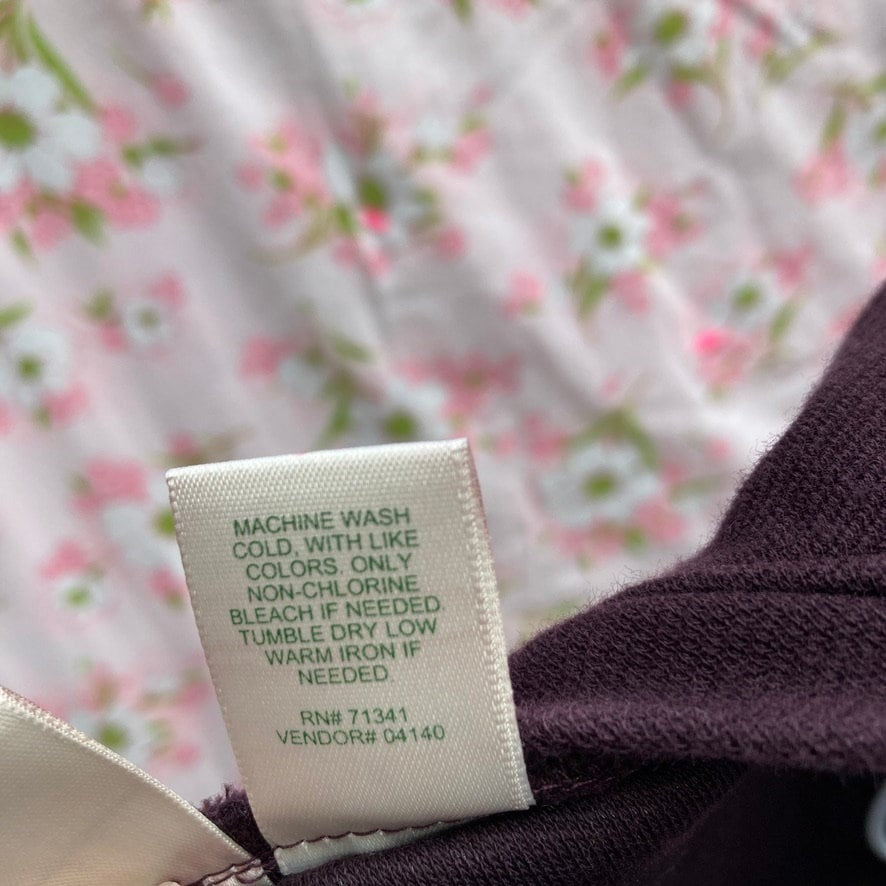 MACHINE WASH
COLD, WITH LIKE
COLORS. ONLY
NON-CHLORINE
BLEACH IF NEEDED.
TUMBLE DRY LOW
WARM IRON IF
NEEDED.
RN# 71341
VENDOR# 04140